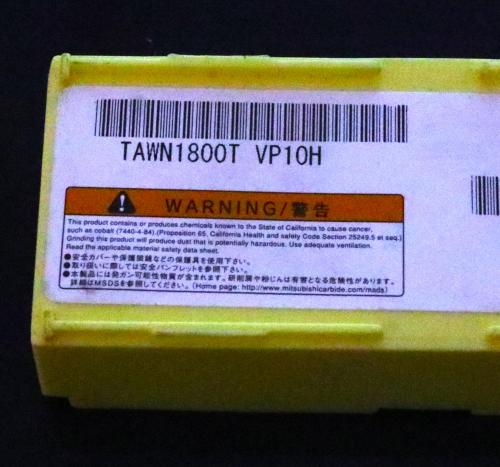 TAWN1800T VP10H
WARNING/警告
This product contains or produces chemicals known to the State of California to cause cancer,
such as cobalt (7440-4-84).(Proposition 65, California Health and safety Code Section 25249.5 et seq.)
Grinding this product will produce dust that is potentially hazardous. Use adequate ventilation.
Read the applicable material safety data sheet.
●安全カバーや保護眼鏡などの保護具を使用下さい。
●取り扱いに際しては安全パンフレットを参照下さい。
●本製品には発ガン可能性物質が含まれます。研削屑や粉じんは有害となる危険性があります。
詳細はMSDSを参照してください。(Home page: http://www.mitsubishicarbide.com/msds)